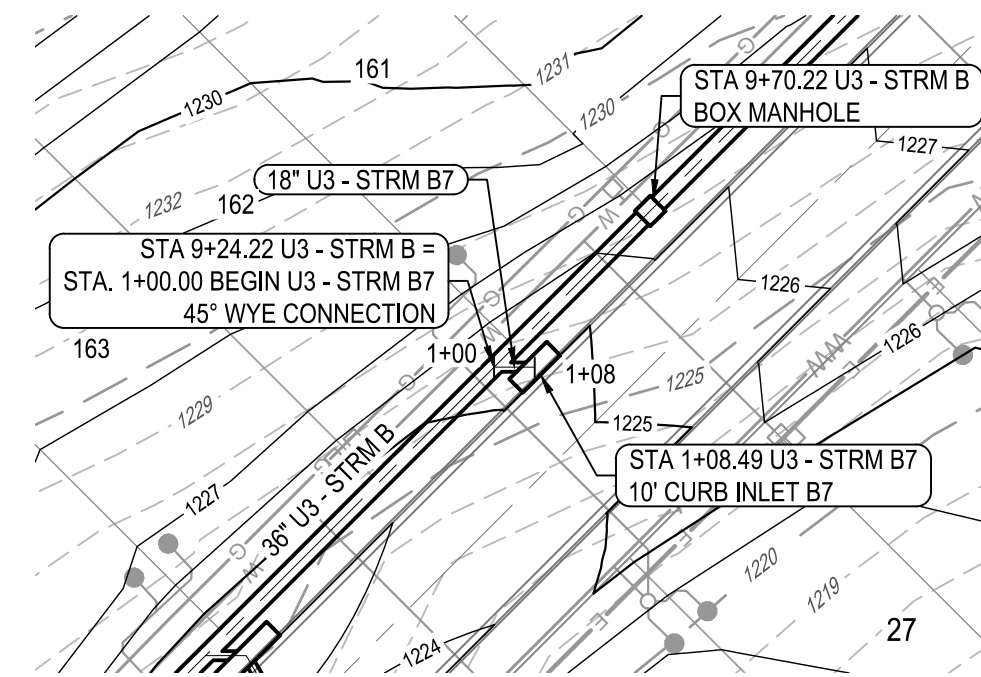 161
1231
1230
STA 9+70.22 U3 - STRM B
BOX MANHOLE
1230
1227
18" U3 - STRM B7
1232
162
G
W
STA 9+24.22 U3 - STRM B =
STA. 1+00.00 BEGIN U3 - STRM B7
45° WYE CONNECTION
1226
1226
163
1+00
1+08
1225
1229
1225
36" U3 - STRM B
STA 1+08.49 U3 - STRM B7
10' CURB INLET B7
1227
G
W
1220
1219
27
1224